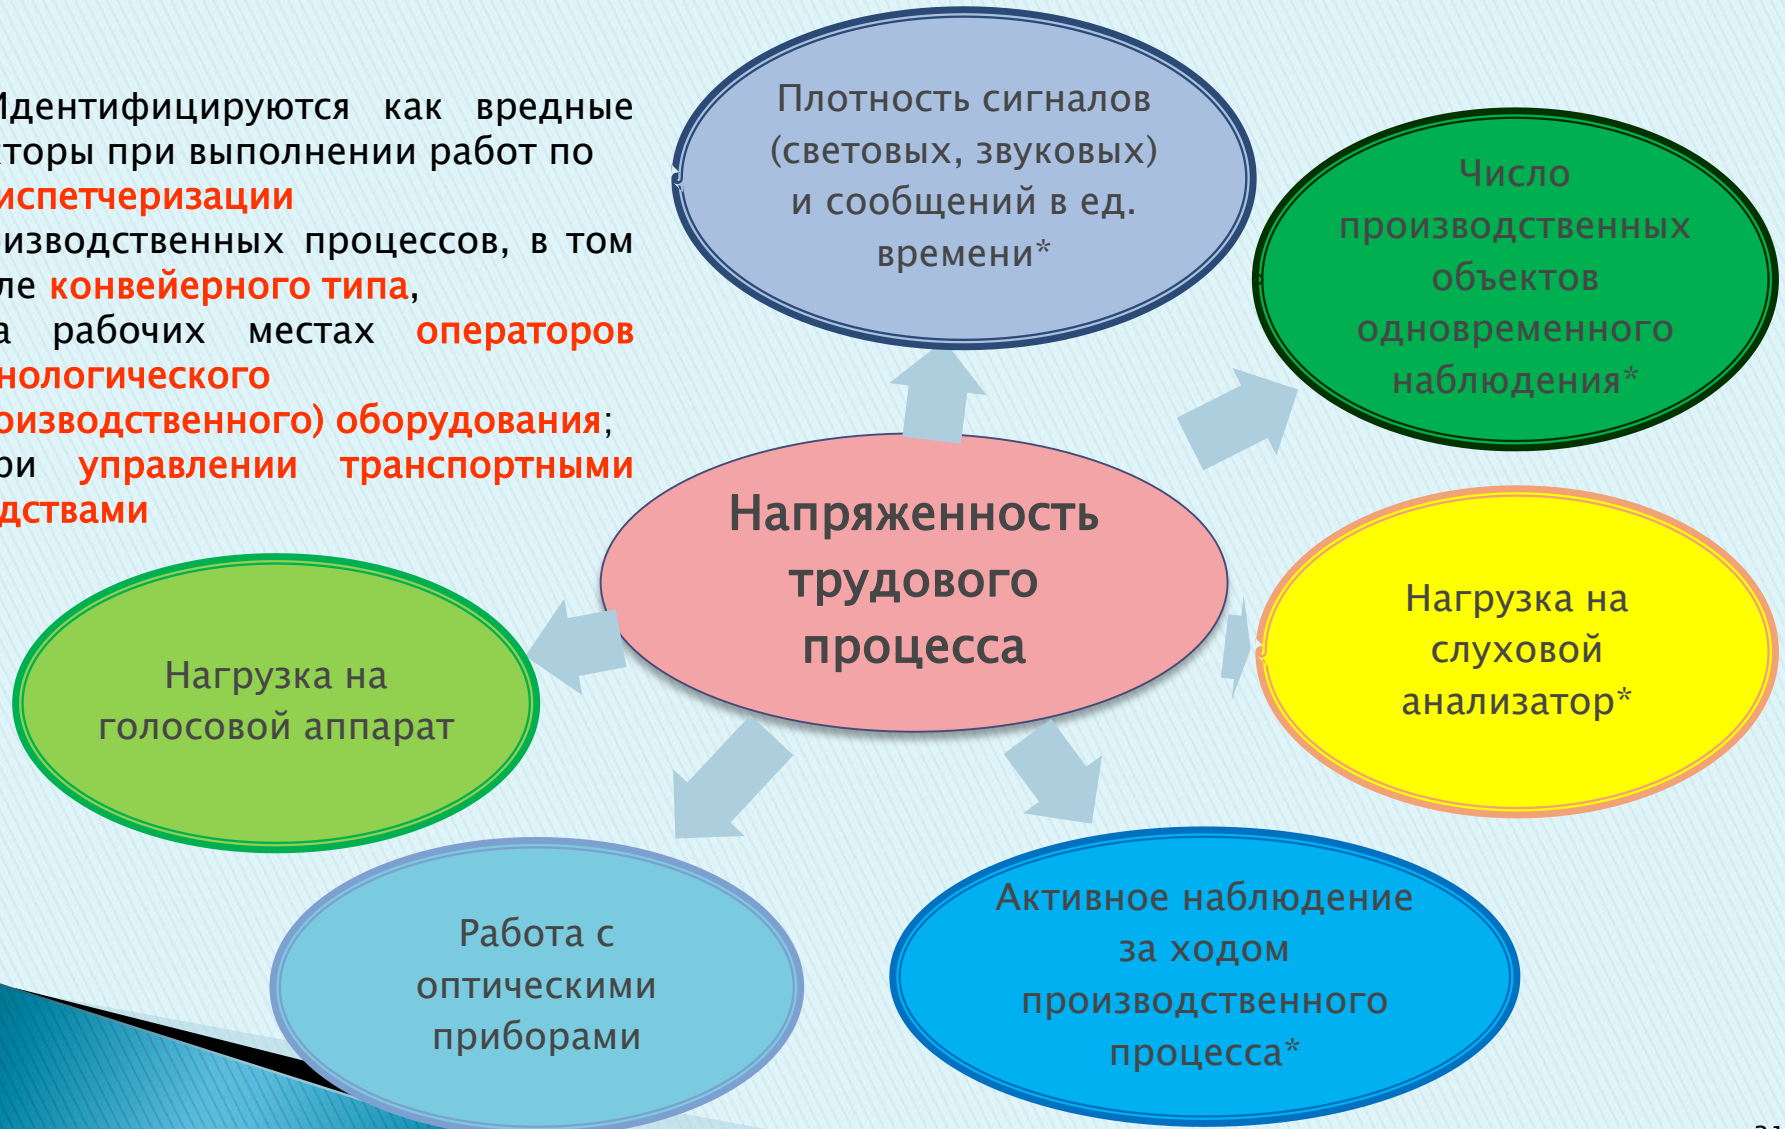 Идентифицируются как вредные
кторы при выполнении работ по
испетчеризации
оизводственных процессов, в том
ле конвейерного типа,
а рабочих местах операторов
нологического
оизводственного) оборудования;
ри управлении транспортными
дствами
Плотность сигналов
(световых, звуковых)
и сообщений в ед.
времени*
Число
производственных
объектов
одновременного
наблюдения*
Напряженность
трудового
процесса
Нагрузка на
слуховой
анализатор*
Нагрузка на
голосовой аппарат
Активное наблюдение
за ходом
производственного
процесса*
Работа с
оптическими
приборами